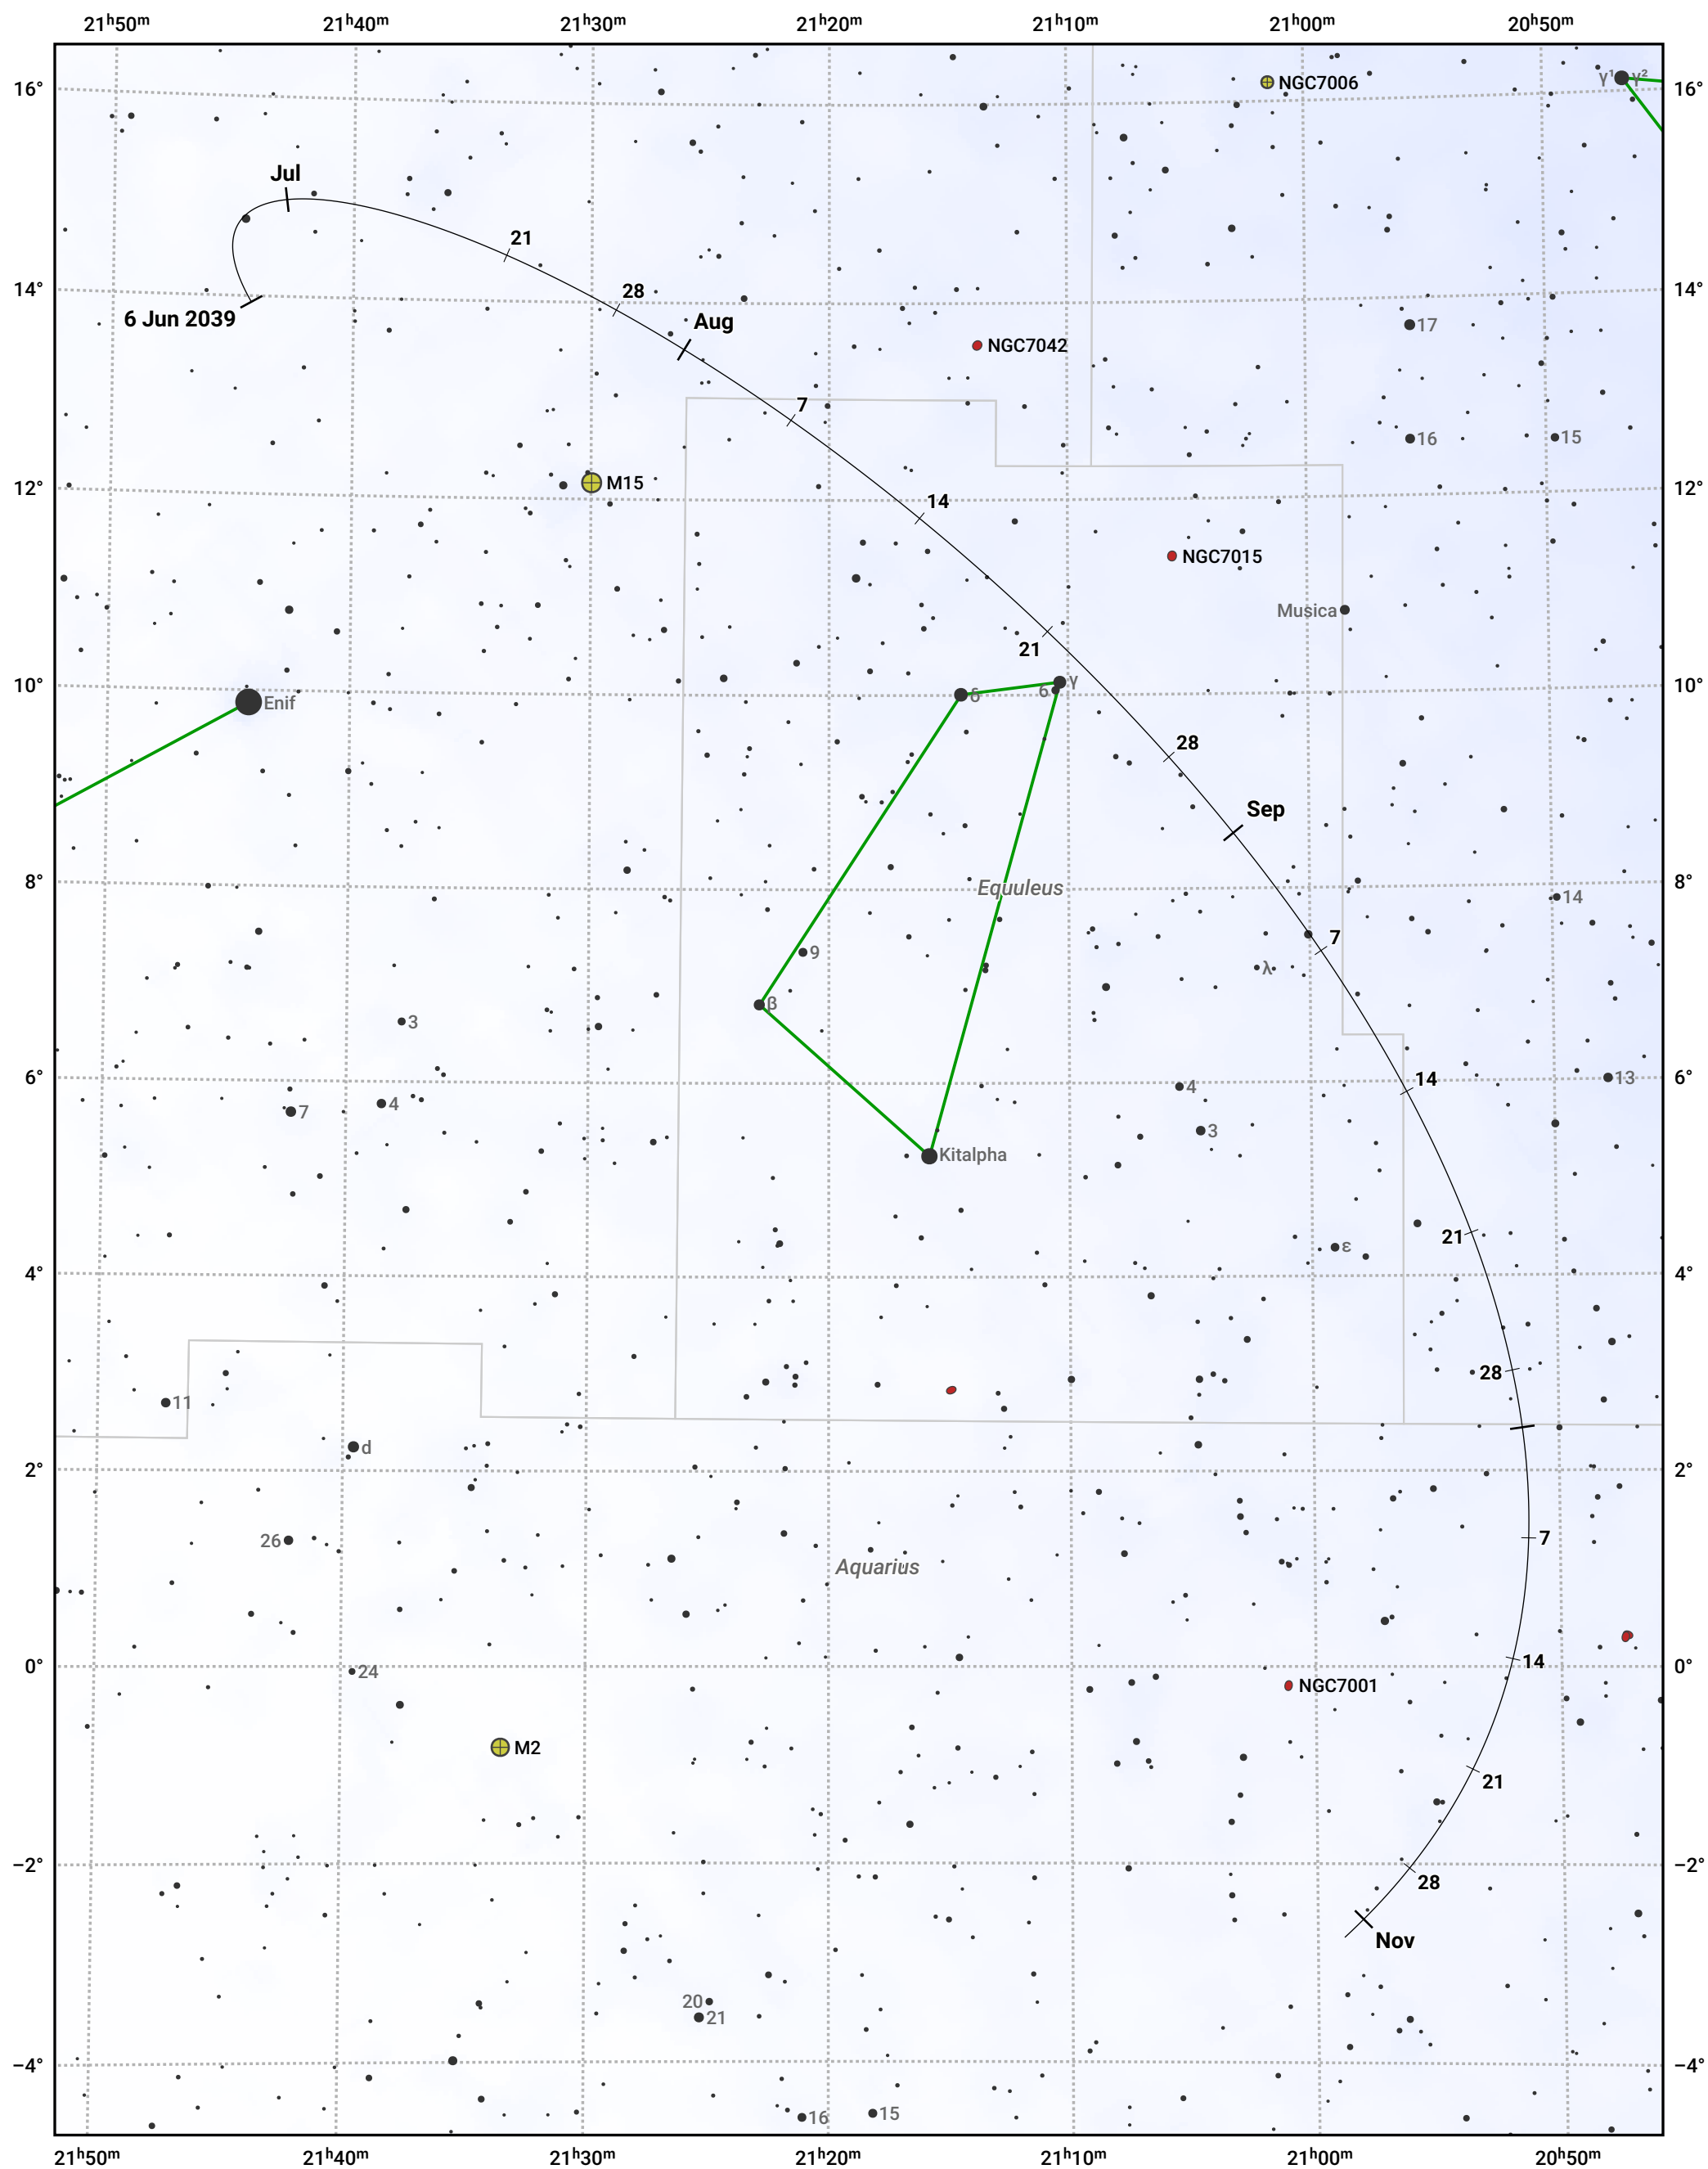 21ʰ50ᵐ 21ʰ40ᵐ 21ʰ30ᵐ 21ʰ20ᵐ 21ʰ10ᵐ 21ʰ00ᵐ 20ʰ50ᵐ
16° NGC7006 γ¹ γ² 16°
Jul
21
14° 28 14°
6 Jun 2039 Aug 17
NGC7042
7
16 15
12° M15 12°
14
NGC7015
Musica
21
10° Enif δ 6 γ 10°
28
Sep
8° Equuleus 8°
14
7
9 λ
β
3
6° 6°
13
14
7 4 4
3
Kitalpha
21
ε
4° 4°
28
11
d
2° 2°
26 7
Aquarius
0° 14 0°
24
NGC7001
M2
21
−2° −2°
28
Nov
20
21
−4° −4°
16 15
21ʰ50ᵐ 21ʰ40ᵐ 21ʰ30ᵐ 21ʰ20ᵐ 21ʰ10ᵐ 21ʰ00ᵐ 20ʰ50ᵐ